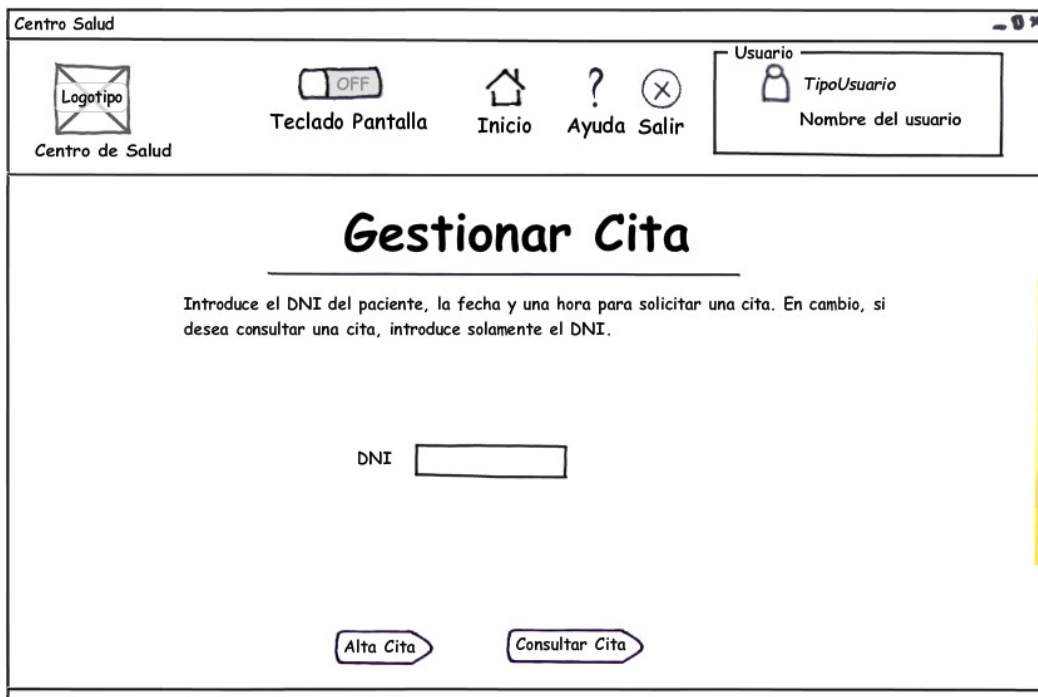 Centro Salud
Logotipo
Centro de Salud
OFF
Teclado Pantalla
Inicio
?
Ayuda
Salir
Usuario
TipoUsuario
Nombre del usuario
Gestionar Cita
Introduce el DNI del paciente, la fecha y una hora para solicitar una cita. En cambio, si
desea consultar una cita, introduce solamente el DNI.
DNI
Alta Cita
Consultar Cita